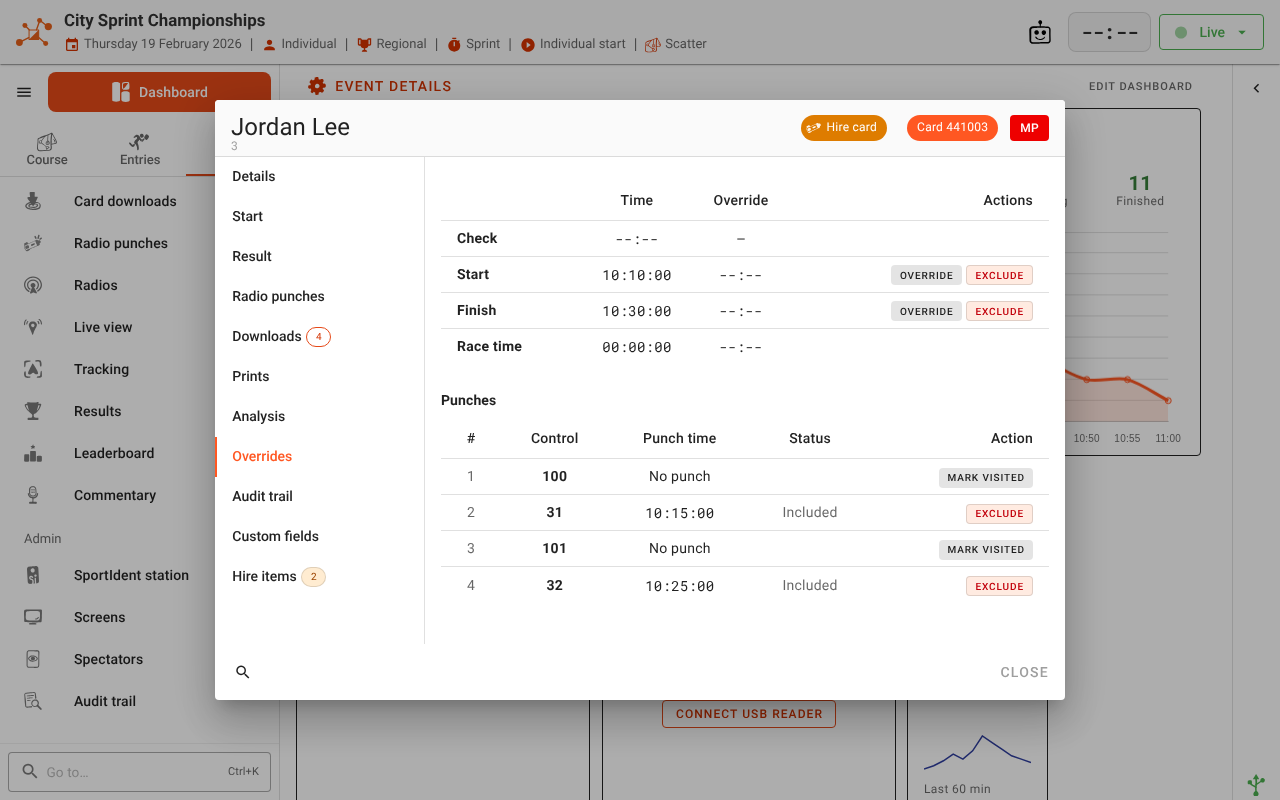 City Sprint Championships
Thursday 19 February 2026 | Individual | Regional | Sprint | Individual start | Scatter
--:--
Live
Dashboard
EVENT DETAILS
EDIT DASHBOARD
Course
Entries
Card downloads
Radio punches
Radios
Live view
Tracking
Results
Leaderboard
Commentary
Admin
SportIdent station
Screens
Spectators
Audit trail
Go to...
Ctrl+K
Jordan Lee
3
Hire card
Card 441003
MP
Details
Start
Result
Radio punches
Downloads 4
Prints
Analysis
Overrides
Audit trail
Custom fields
Hire items 2
Time Override Actions
Check --:-- –
Start 10:10:00 --:-- OVERRIDE EXCLUDE
Finish 10:30:00 --:-- OVERRIDE EXCLUDE
Race time 00:00:00 --:--
Punches
# Control Punch time Status Action
1 100 No punch MARK VISITED
2 31 10:15:00 Included EXCLUDE
3 101 No punch MARK VISITED
4 32 10:25:00 Included EXCLUDE
CLOSE
11
Finished
10:50 10:55 11:00
CONNECT USB READER
Last 60 min